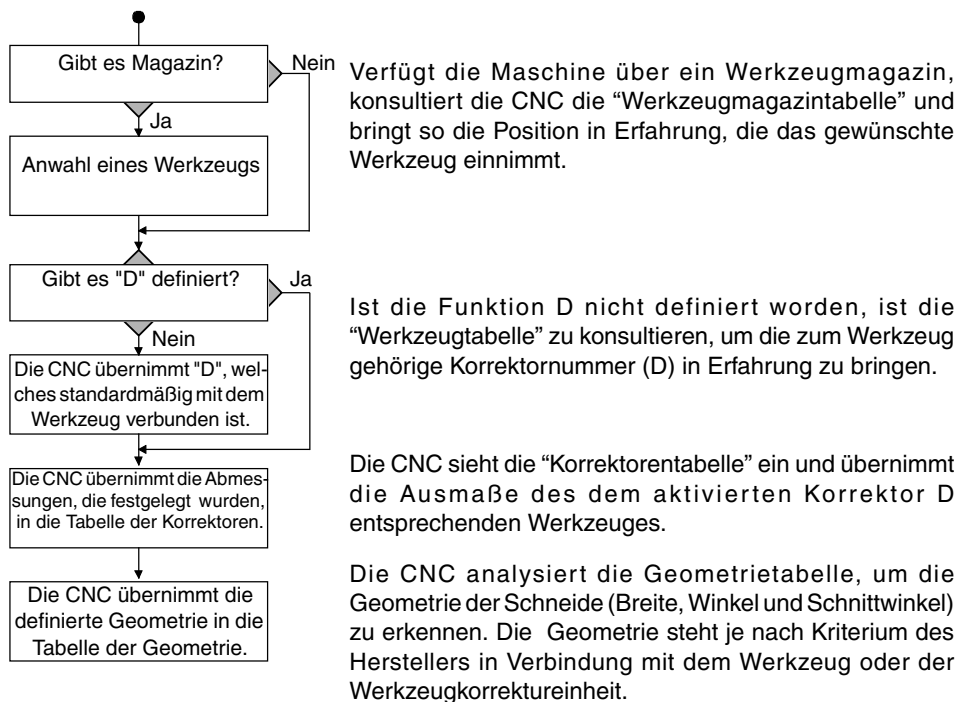 Gibt es Magazin?
Nein
Ja
Anwahl eines Werkzeugs
Verfügt die Maschine über ein Werkzeugmagazin,
konsultiert die CNC die “Werkzeugmagazintabelle” und
bringt so die Position in Erfahrung, die das gewünschte
Werkzeug einnimmt.
Gibt es "D" definiert?
Ja
Nein
Die CNC übernimmt "D", wel-
ches standardmäßig mit dem
Werkzeug verbunden ist.
Ist die Funktion D nicht definiert worden, ist die
“Werkzeugtabelle” zu konsultieren, um die zum Werkzeug
gehörige Korrektornummer (D) in Erfahrung zu bringen.
Die CNC übernimmt die Abmes-
sungen, die festgelegt wurden,
in die Tabelle der Korrektoren.
Die CNC sieht die “Korrektorentabelle” ein und übernimmt
die Ausmaße des dem aktivierten Korrektor D
entsprechenden Werkzeuges.
Die CNC übernimmt die
definierte Geometrie in die
Tabelle der Geometrie.
Die CNC analysiert die Geometrietabelle, um die
Geometrie der Schneide (Breite, Winkel und Schnittwinkel)
zu erkennen. Die Geometrie steht je nach Kriterium des
Herstellers in Verbindung mit dem Werkzeug oder der
Werkzeugkorrektureinheit.